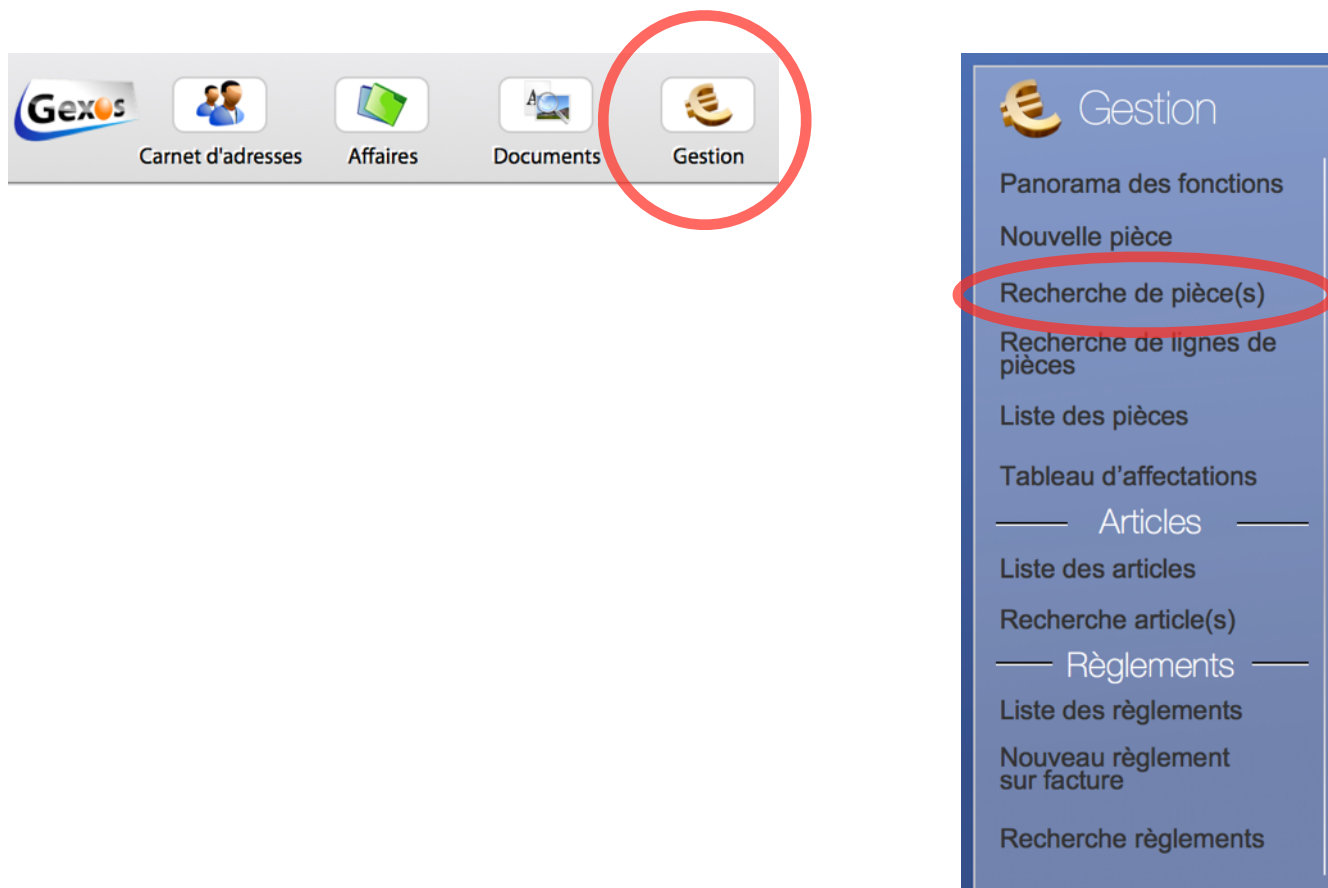 Gexos
Carnet d'adresses
Affaires
Documents
Gestion
Gestion
Panorama des fonctions
Nouvelle pièce
Recherche de pièce(s)
Recherche de lignes de
pièces
Liste des pièces
Tableau d'affectations
Articles
Liste des articles
Recherche article(s)
Règlements
Liste des règlements
Nouveau règlement
sur facture
Recherche règlements